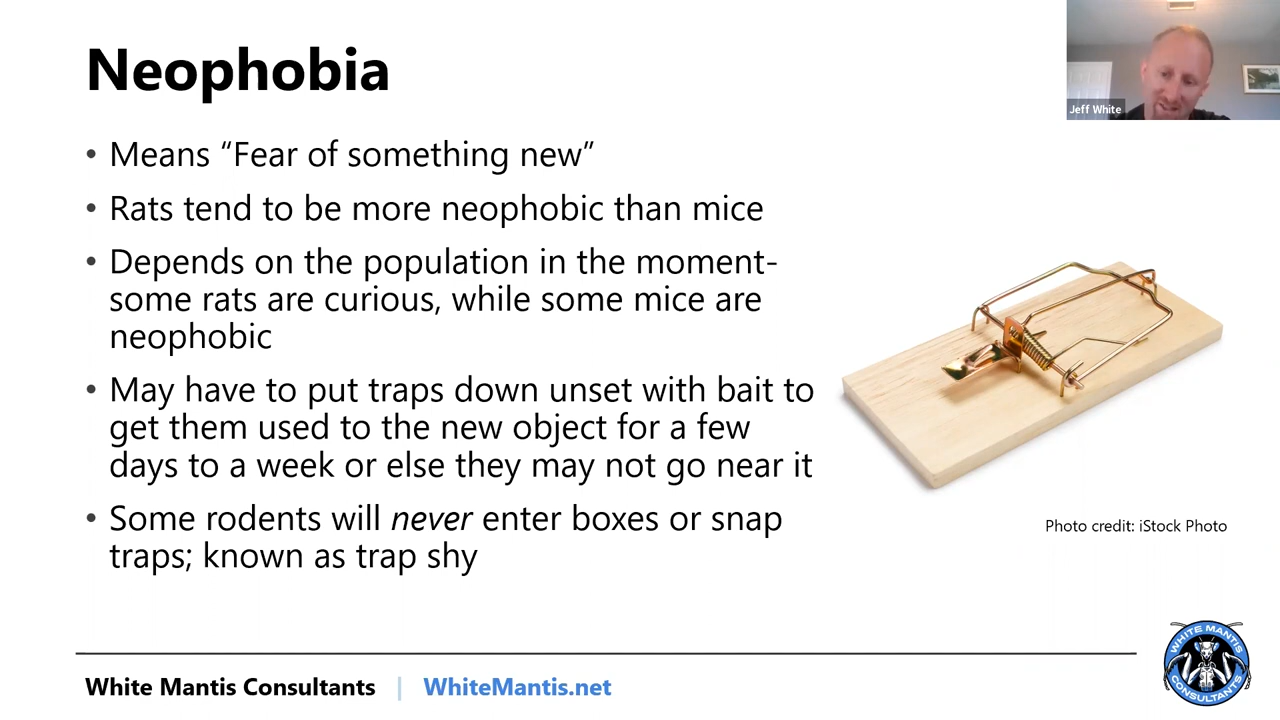 Neophobia
Jeff White
• Means “Fear of something new”
• Rats tend to be more neophobic than mice
• Depends on the population in the moment-
some rats are curious, while some mice are
neophobic
• May have to put traps down unset with bait to
get them used to the new object for a few
days to a week or else they may not go near it
• Some rodents will never enter boxes or snap
traps; known as trap shy
Photo credit: iStock Photo
White Mantis Consultants | WhiteMantis.net
WHITE MANTIS
CONSULTANTS